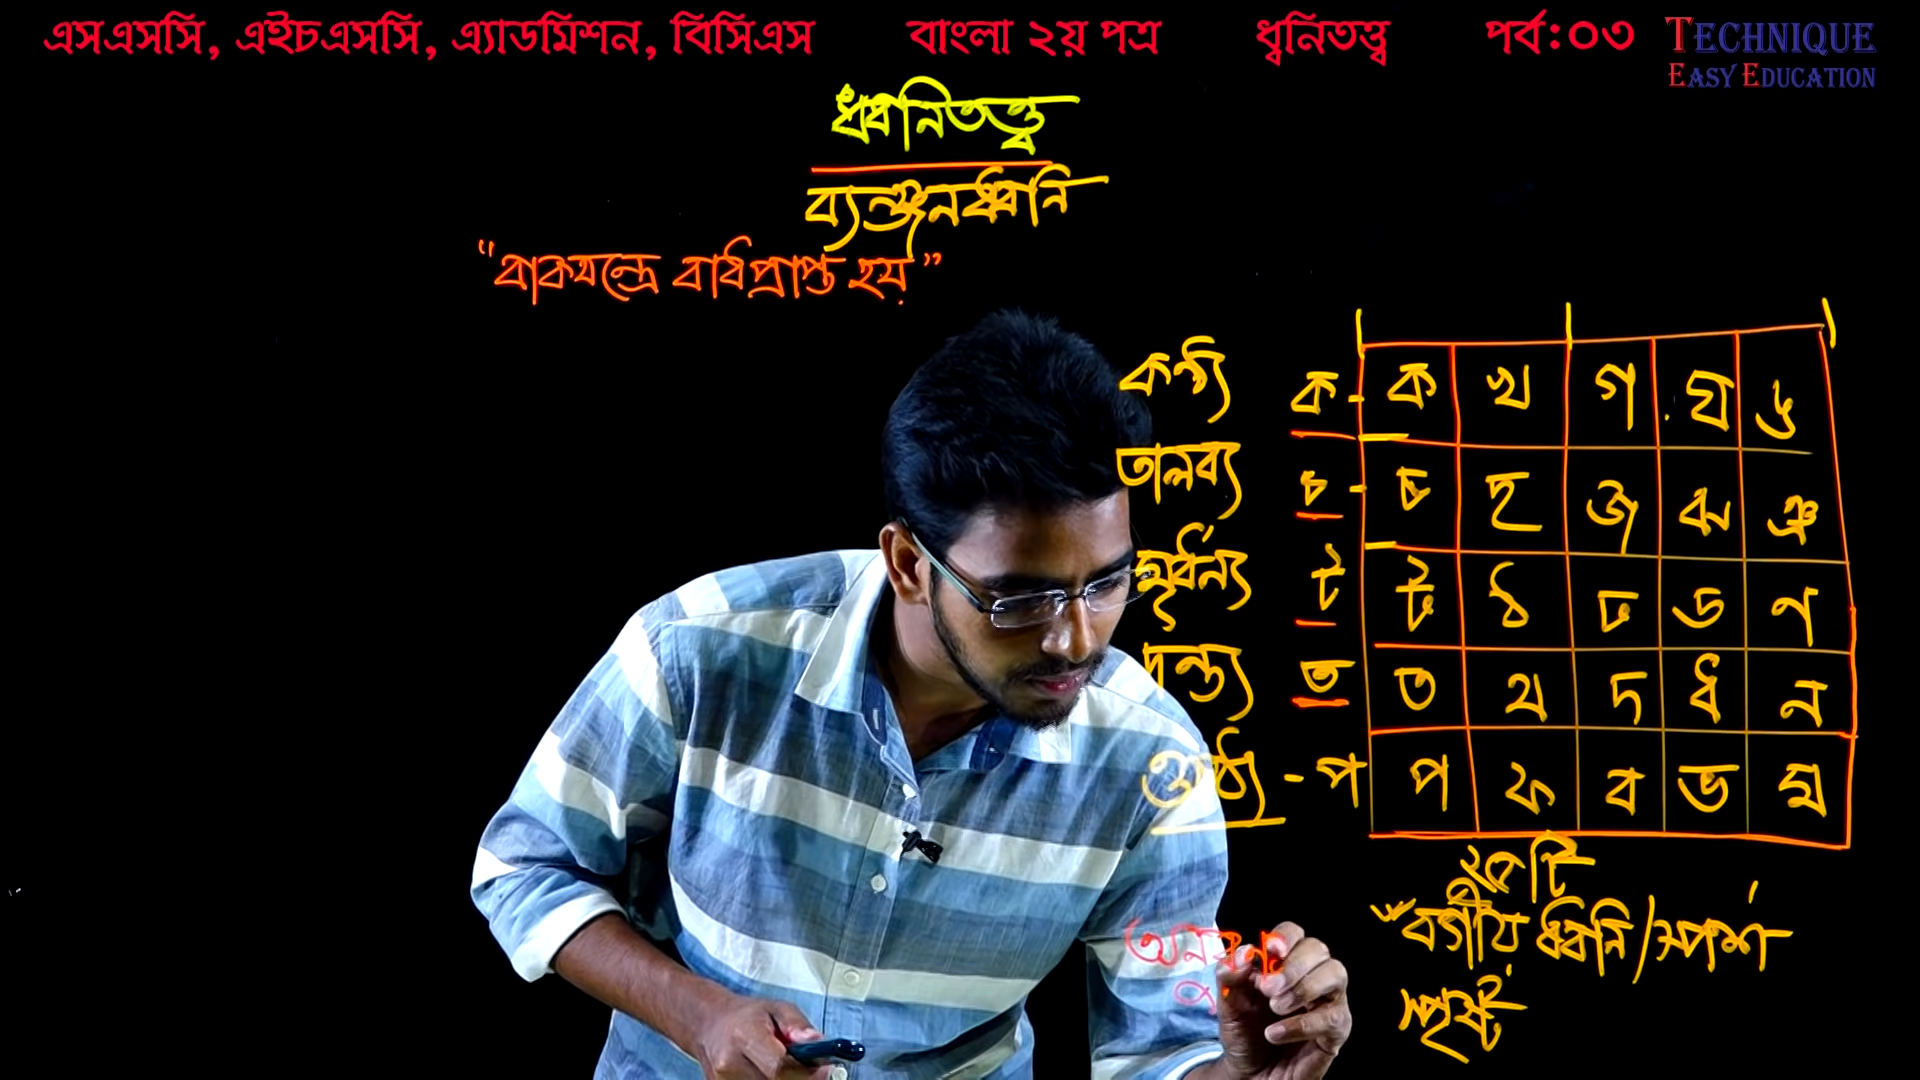 এসএসসি, এইচএসসি, এ্যাডমিশন, বিসিএস বাংলা ২য় পত্র ধ্বনিতত্ত্ব পর্ব:০৩ TECHNIQUE
EASY EDUCATION
ধ্বনিতত্ত্ব
ব্যঞ্জনধ্বনি
"বাকযন্ত্রে বাধাপ্রাপ্ত হয়"
কন্ঠ্য ক - ক খ গ ঘ ঙ
তালব্য চ - চ ছ জ ঝ ঞ
মূর্ধন্য ট ট ঠ ঢ ড ণ
দন্ত্য ত ত থ দ ধ ন
ওষ্ঠ্য - প প ফ ব ভ ম
২৫টি
"বর্গীয় ধ্বনি/স্পর্শ
স্পৃষ্ট